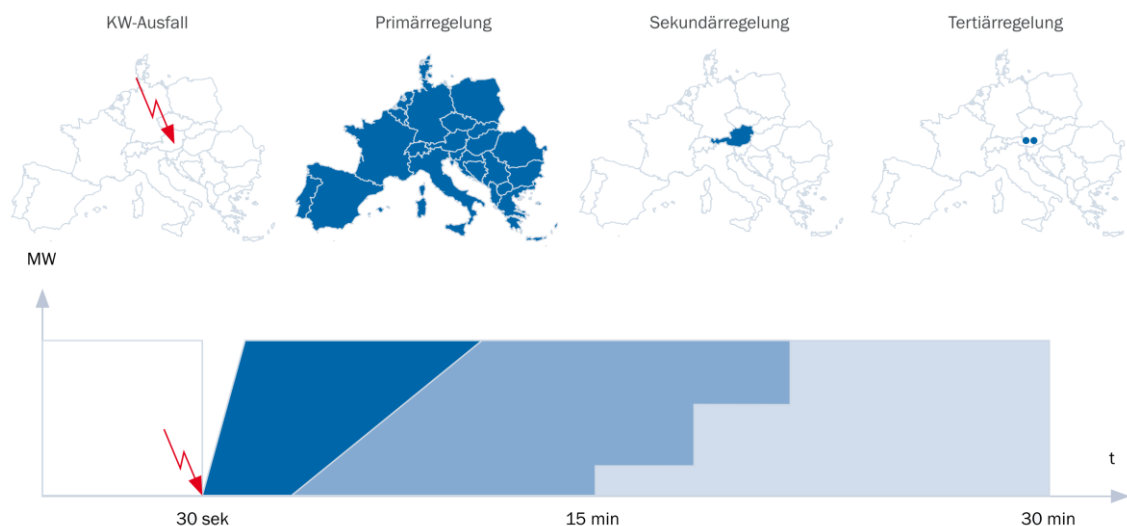 KW-Ausfall
Primärregelung
Sekundärregelung
Tertiärregelung
MW
t
30 sek
15 min
30 min